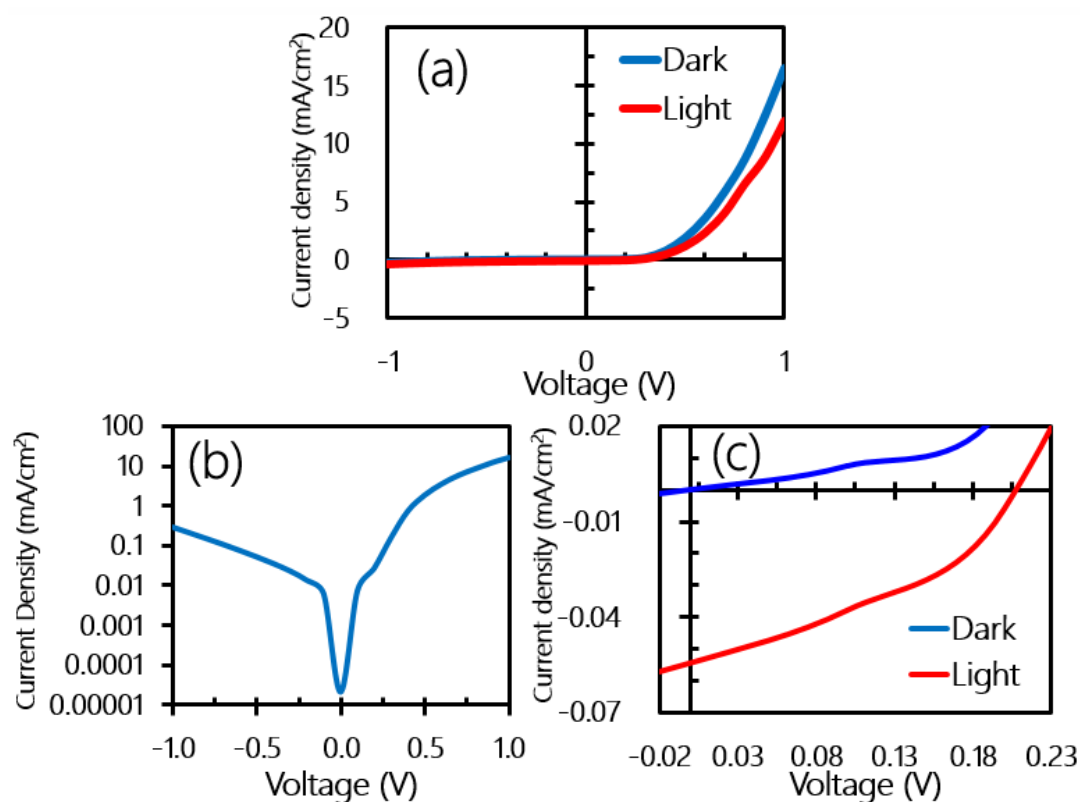 (a)
Current density (mA/cm²)
20
15
10
5
0
-5
Dark
Light
-1 0 1
Voltage (V)
(b)
Current Density (mA/cm²)
100
10
1
0.1
0.01
0.001
0.0001
0.00001
-1.0 -0.5 0.0 0.5 1.0
Voltage (V)
(c)
Current density (mA/cm²)
0.02
-0.01
-0.04
-0.07
Dark
Light
-0.02 0.03 0.08 0.13 0.18 0.23
Voltage (V)